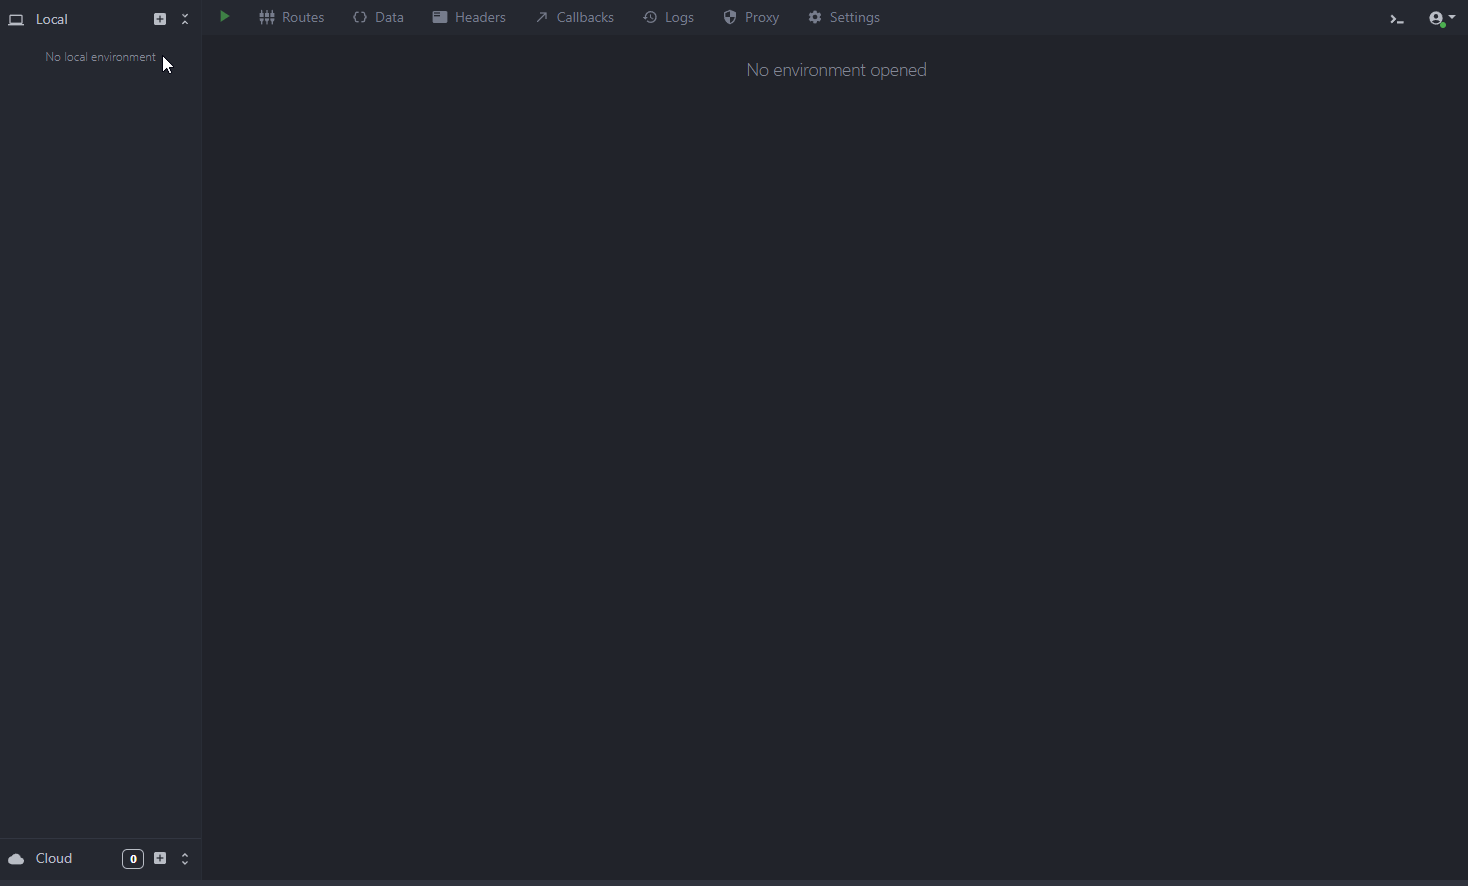 Local
Routes Data Headers Callbacks Logs Proxy Settings
No local environment
No environment opened
Cloud 0